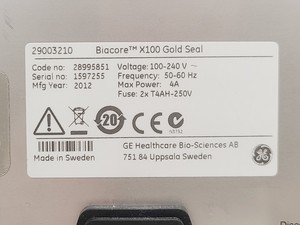 29003210 Biacore™ X100 Gold Seal
Code no: 28995851 Voltage: 100-240 V ~
Serial no: 1597255 Frequency: 50-60 Hz
Mfg Year: 2012 Max Power: 4A
Fuse: 2x T4AH-250V
20
N5761
Made in Sweden
GE Healthcare Bio-Sciences AB
751 84 Uppsala Sweden
Disc